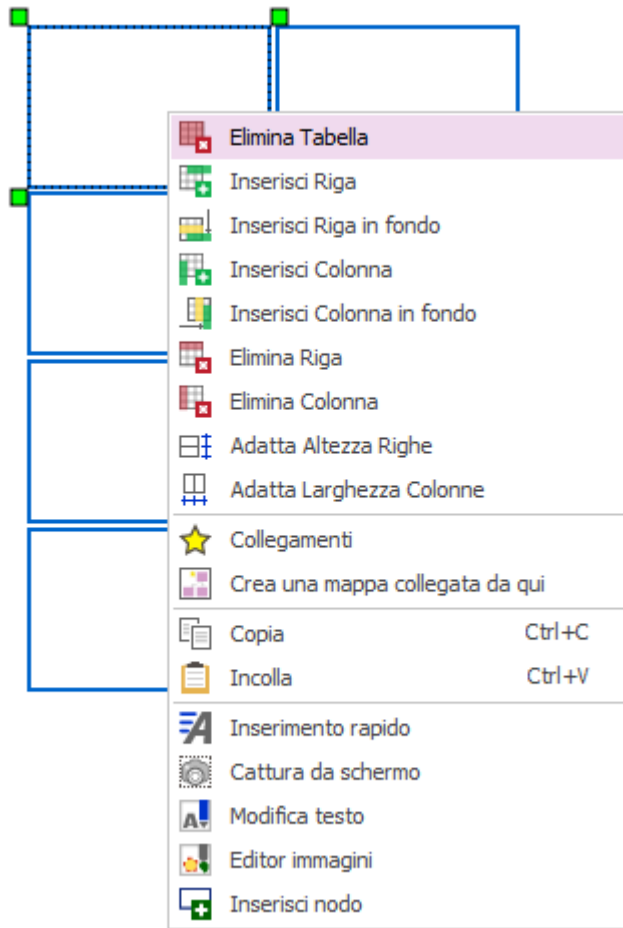 Elimina Tabella
Inserisci Riga
Inserisci Riga in fondo
Inserisci Colonna
Inserisci Colonna in fondo
Elimina Riga
Elimina Colonna
Adatta Altezza Righe
Adatta Larghezza Colonne
Collegamenti
Crea una mappa collegata da qui
Copia Ctrl+C
Incolla Ctrl+V
Inserimento rapido
Cattura da schermo
Modifica testo
Editor immagini
Inserisci nodo